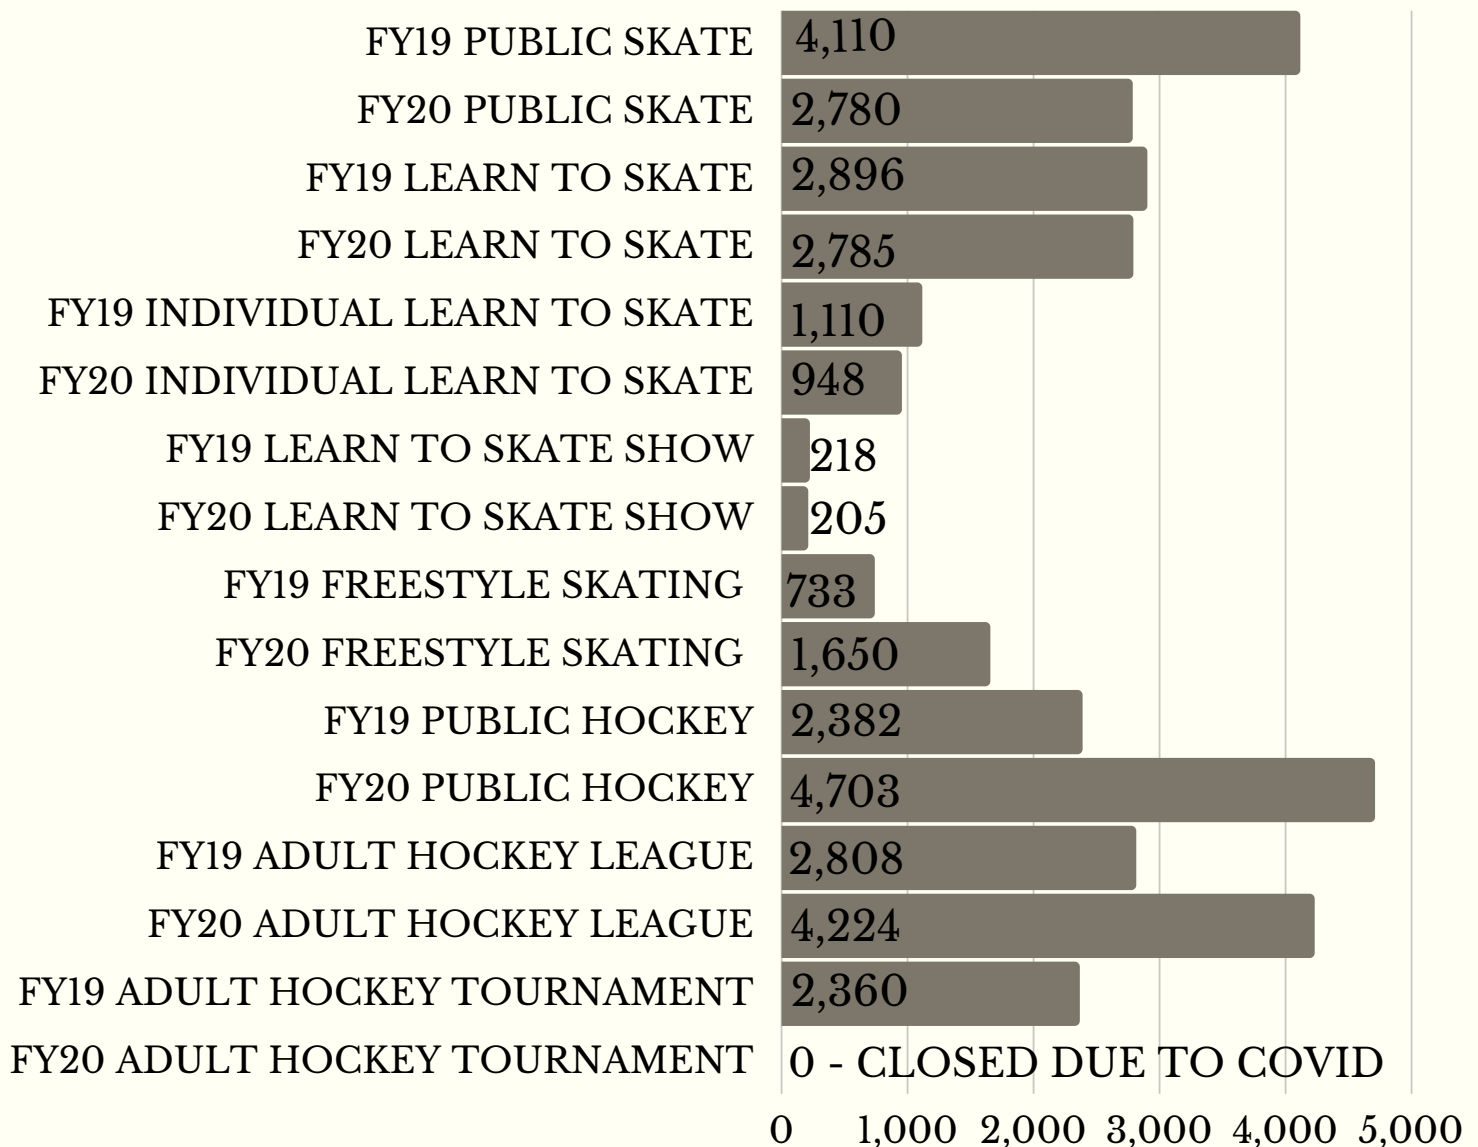 FY19 PUBLIC SKATE 4,110
FY20 PUBLIC SKATE 2,780
FY19 LEARN TO SKATE 2,896
FY20 LEARN TO SKATE 2,785
FY19 INDIVIDUAL LEARN TO SKATE 1,110
FY20 INDIVIDUAL LEARN TO SKATE 948
FY19 LEARN TO SKATE SHOW 218
FY20 LEARN TO SKATE SHOW 205
FY19 FREESTYLE SKATING 733
FY20 FREESTYLE SKATING 1,650
FY19 PUBLIC HOCKEY 2,382
FY20 PUBLIC HOCKEY 4,703
FY19 ADULT HOCKEY LEAGUE 2,808
FY20 ADULT HOCKEY LEAGUE 4,224
FY19 ADULT HOCKEY TOURNAMENT 2,360
FY20 ADULT HOCKEY TOURNAMENT 0 - CLOSED DUE TO COVID
0 1,000 2,000 3,000 4,000 5,000